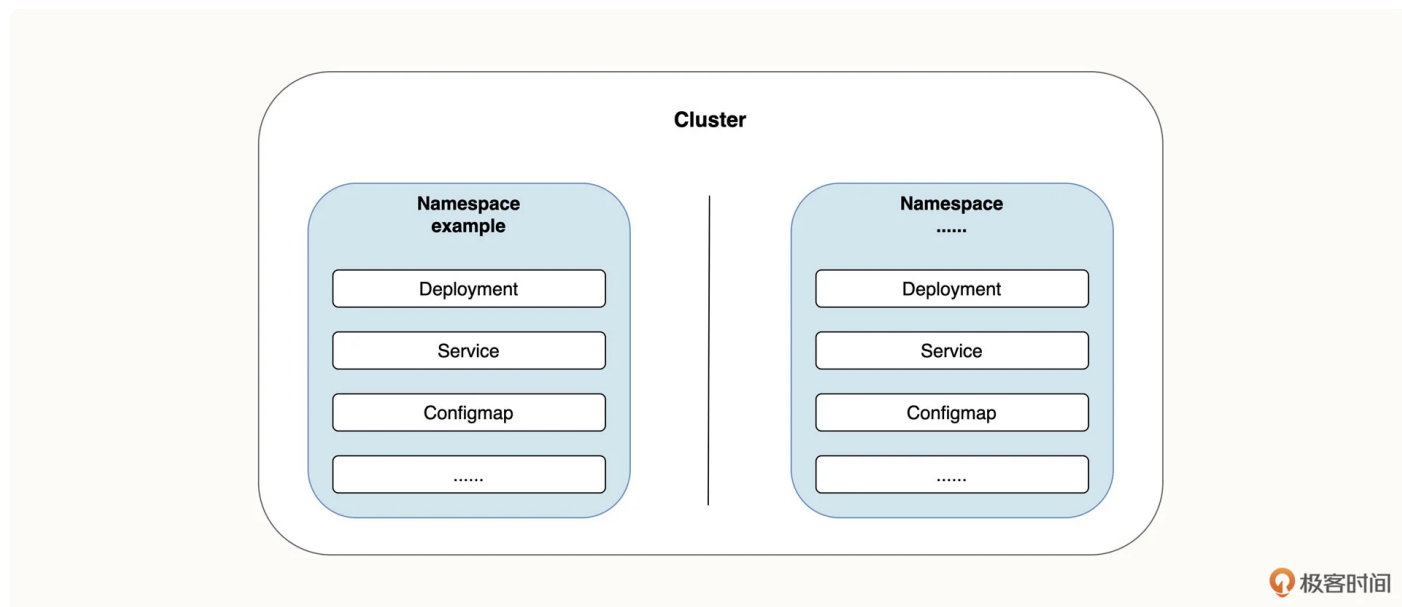 Cluster
Namespace
example
Deployment
Service
Configmap
......
Namespace
......
Deployment
Service
Configmap
......
极客时间